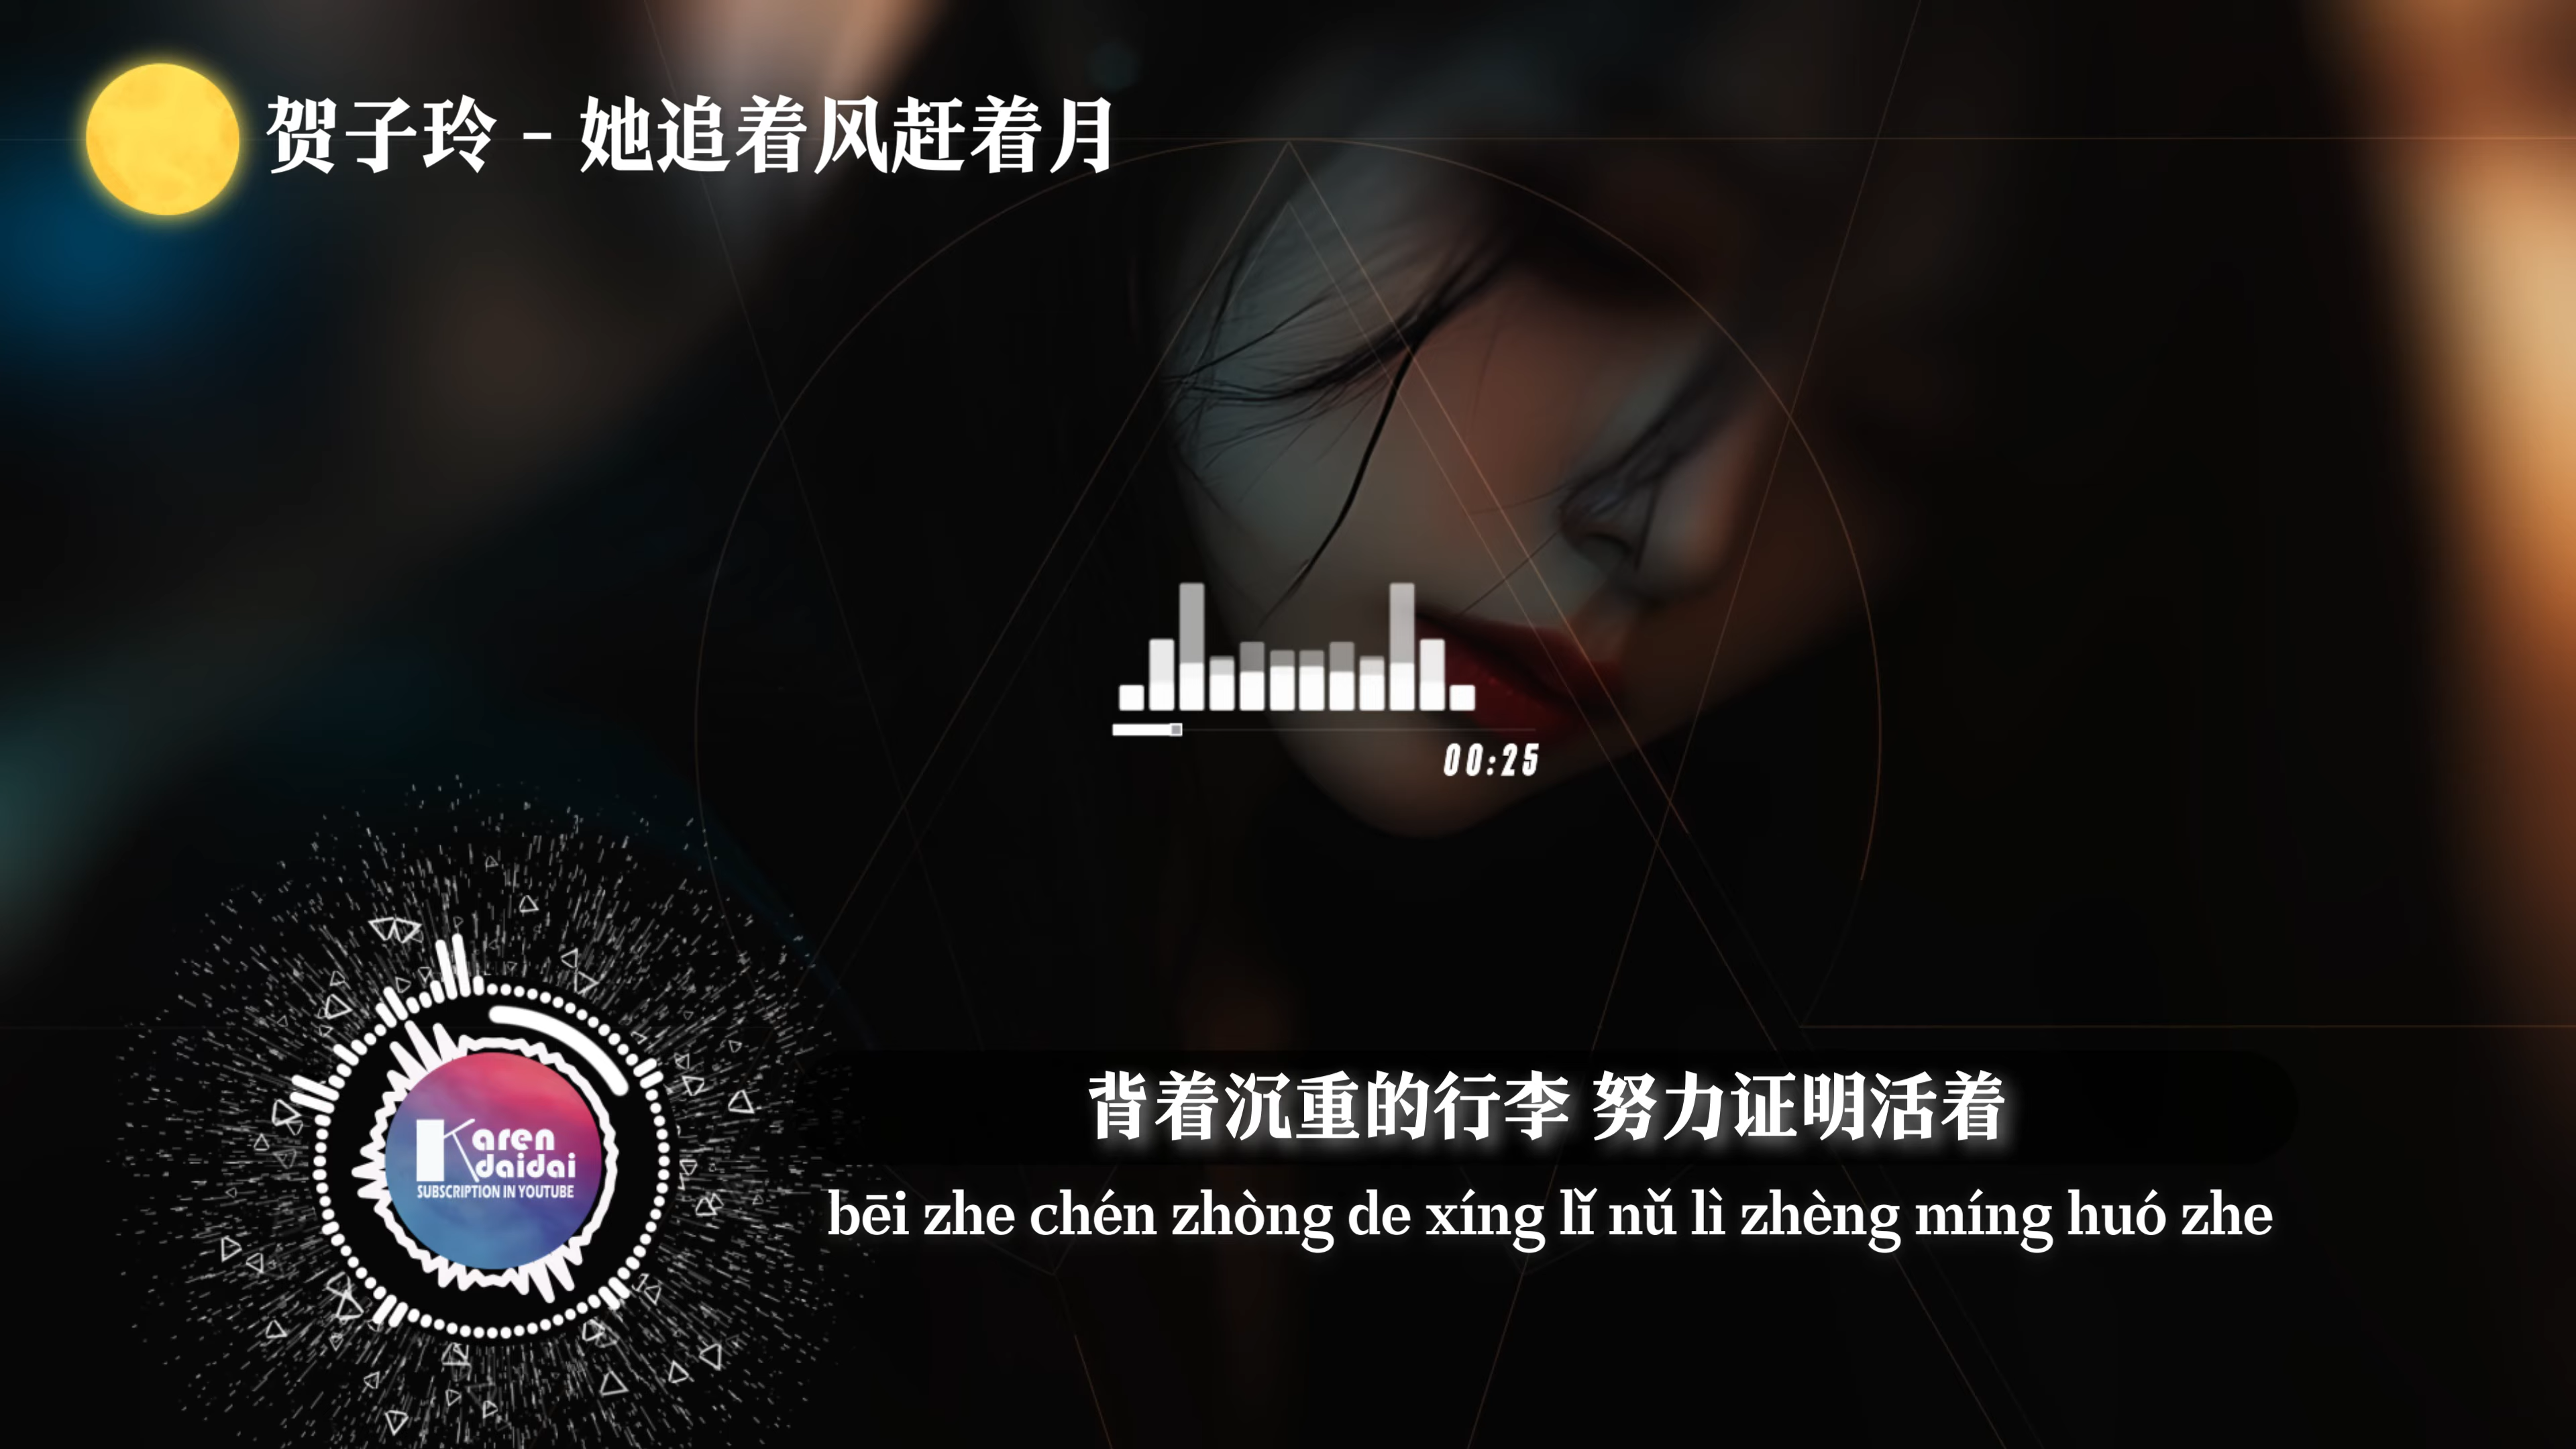 贺子玲 - 她追着风赶着月
00:25
背着沉重的行李 努力证明活着
bēi zhe chén zhòng de xíng lǐ nǔ lì zhèng míng huó zhe
Karen
daidai
SUBSCRIPTION IN YOUTUBE